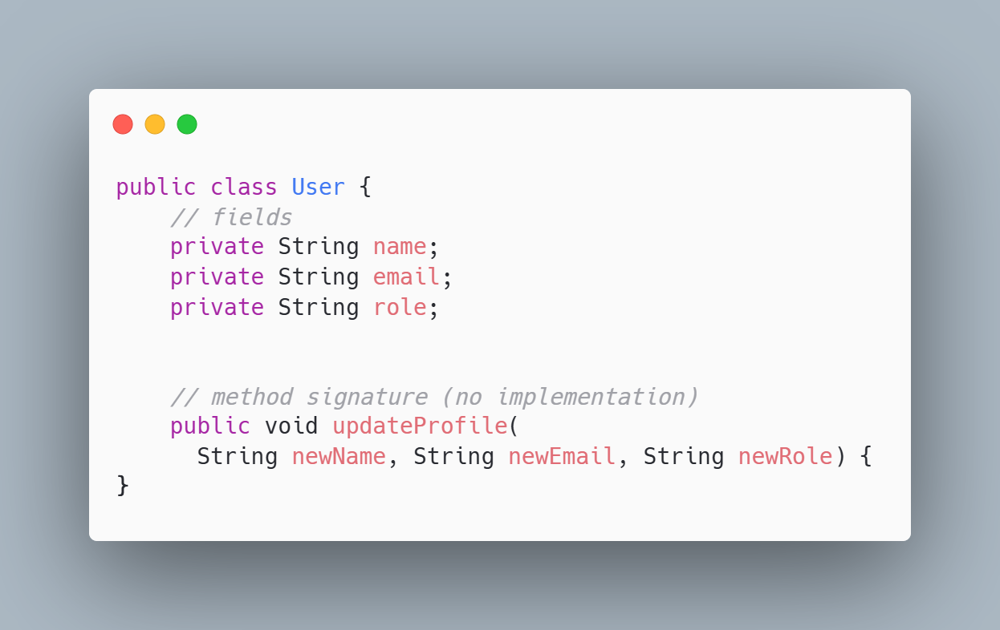 public class User {
    // fields
    private String name;
    private String email;
    private String role;
    // method signature (no implementation)
    public void updateProfile(
      String newName, String newEmail, String newRole) {
}